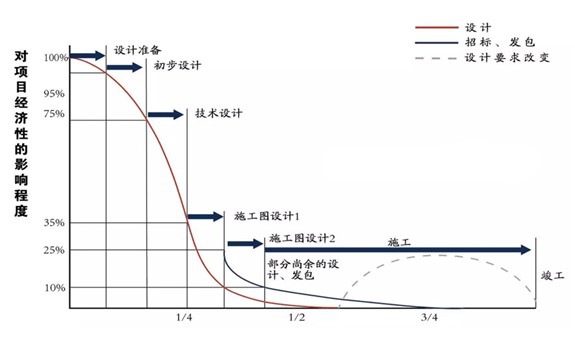 对项目经济性的影响程度
设计
招标、发包
设计要求改变
100%
95%
75%
35%
25%
10%
设计准备
初步设计
技术设计
施工图设计1
施工图设计2
施工
部分尚余的设
计、发包
竣工
1/4
1/2
3/4